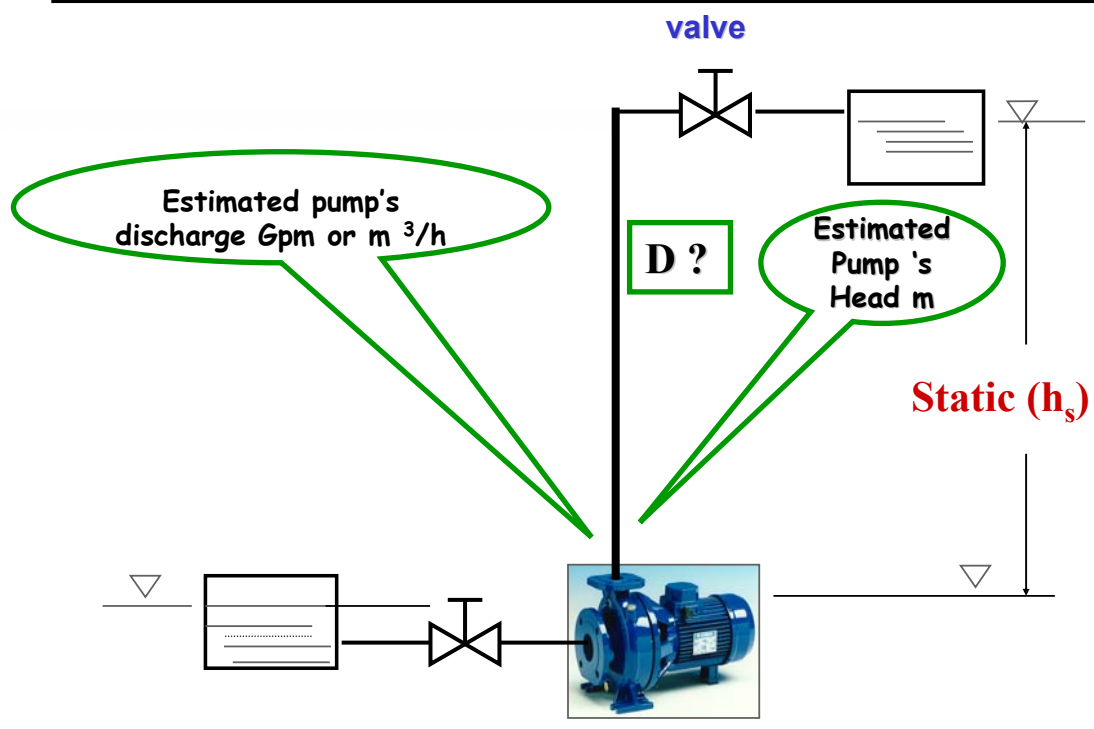 valve
Estimated pump's
discharge Gpm or m ³/h
D ?
Estimated
Pump ‘s
Head m
Static (hₛ)